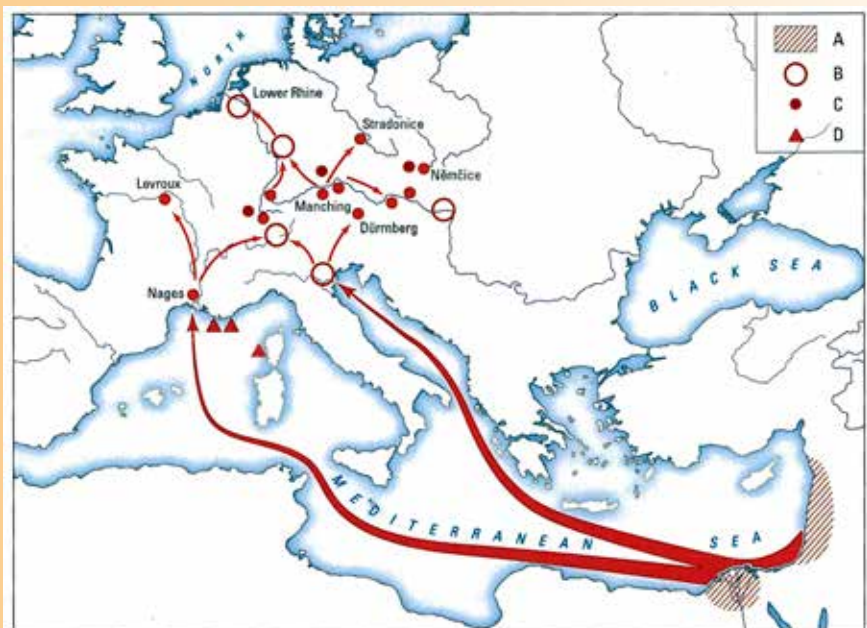 A
B
C
D
NORTH
Lower Rhine
Stradonice
Levroux
Manching
Němčice
Dürrnberg
Nages
BLACK SEA
MEDITERRANEAN SEA